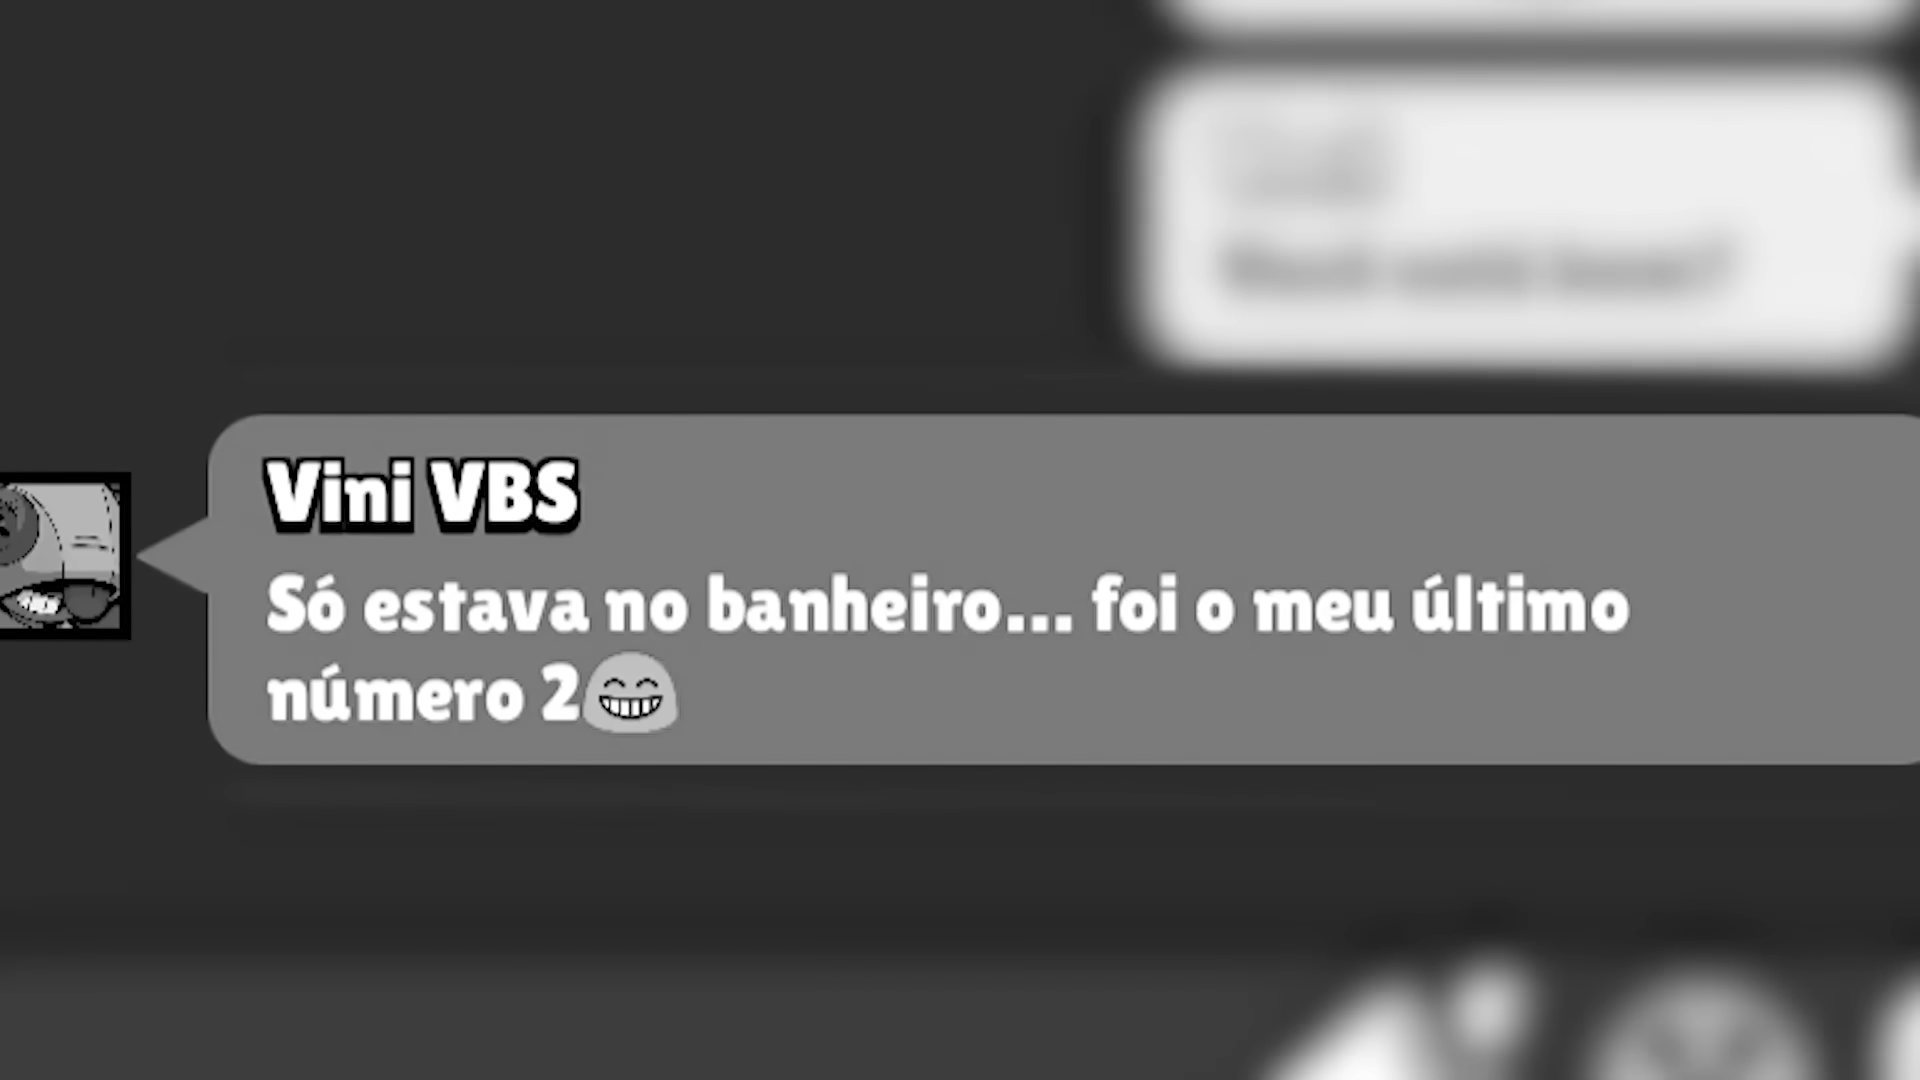 Vini VBS
Só estava no banheiro... foi o meu último
número 2😁